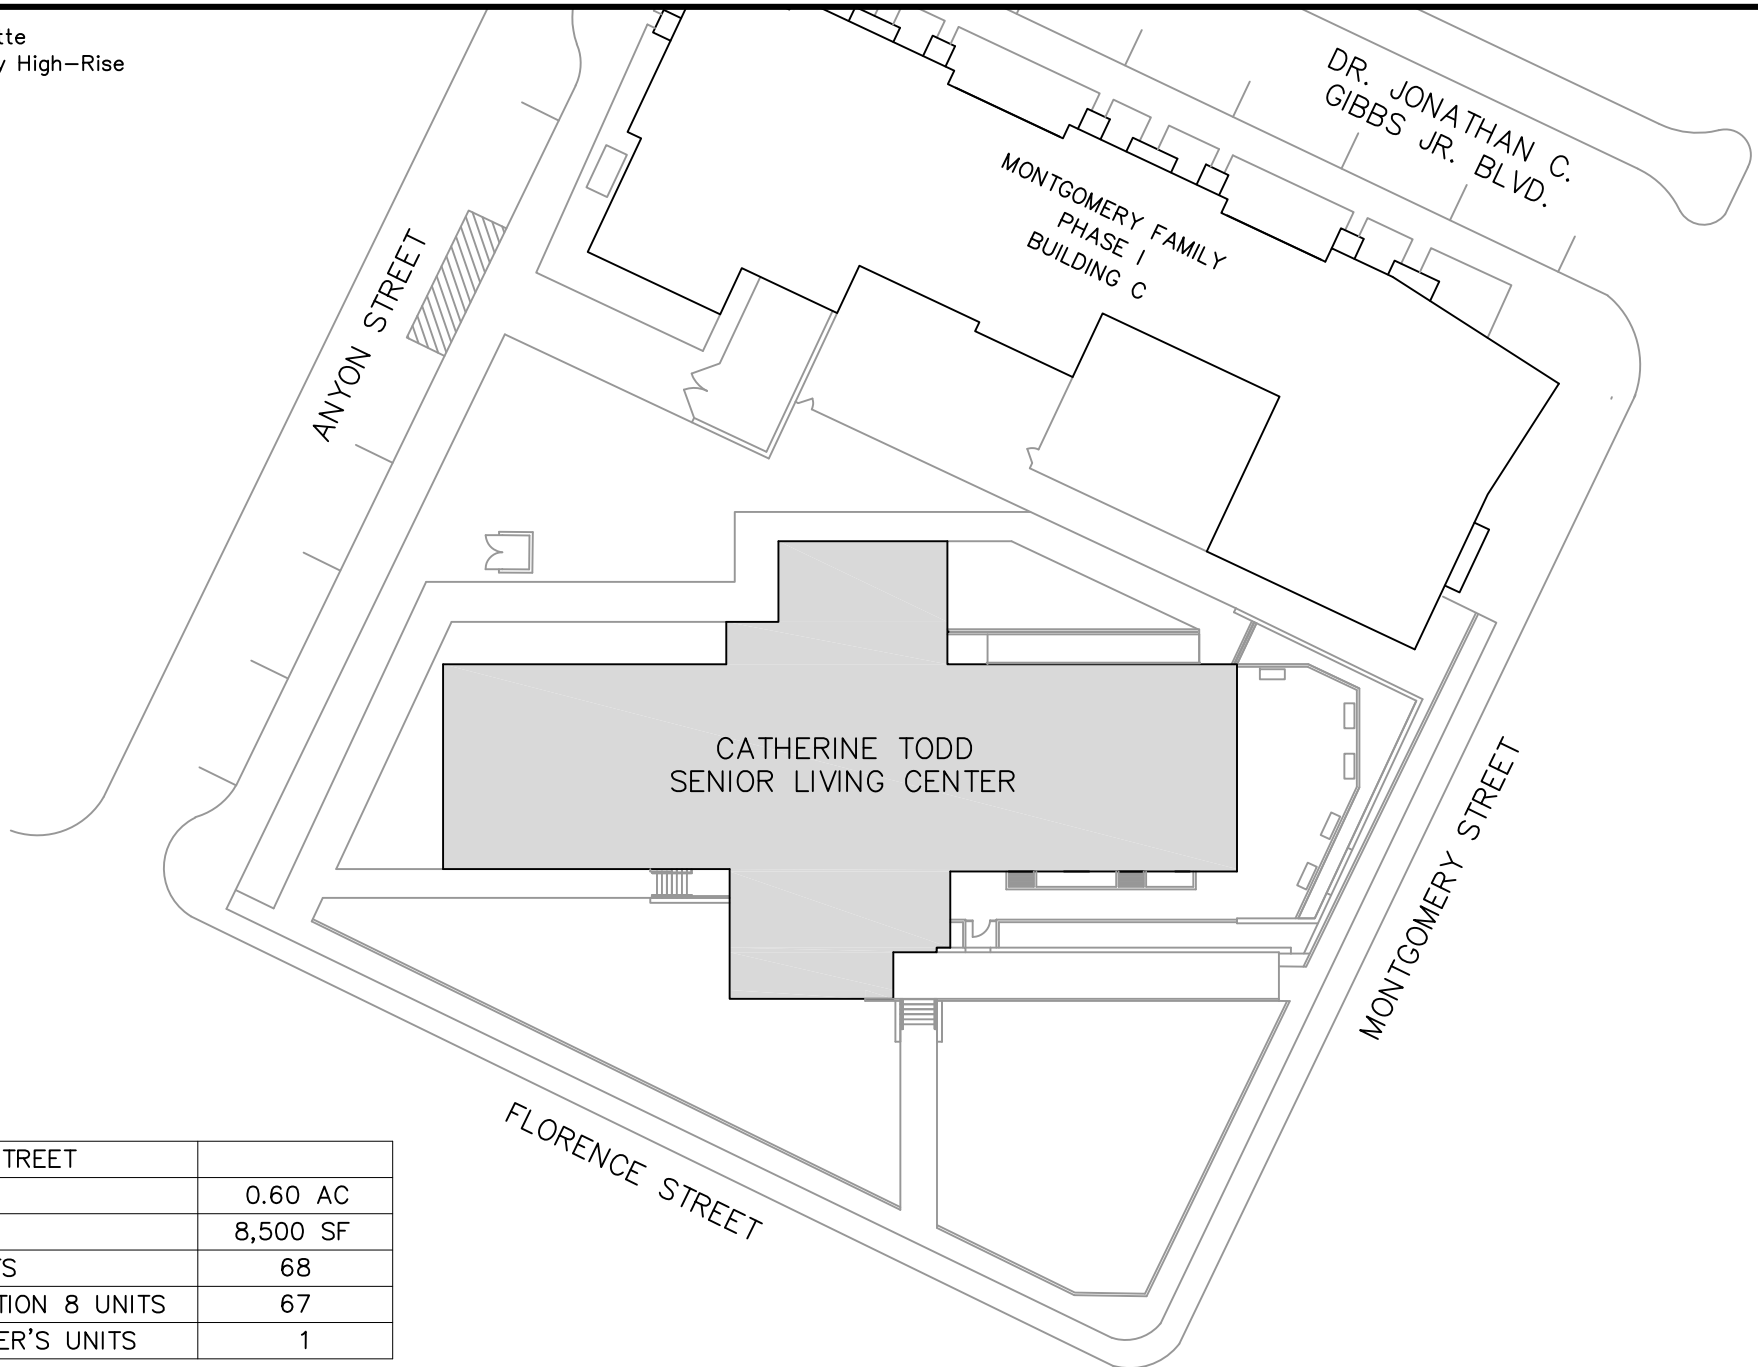 High-Rise
DR. JONATHAN C.
GIBBS JR. BLVD.
MONTGOMERY FAMILY
PHASE I
BUILDING C
ANYON STREET
CATHERINE TODD
SENIOR LIVING CENTER
MONTGOMERY STREET
FLORENCE STREET
TREET
0.60 AC
8,500 SF
TS 68
TION 8 UNITS 67
ER'S UNITS 1